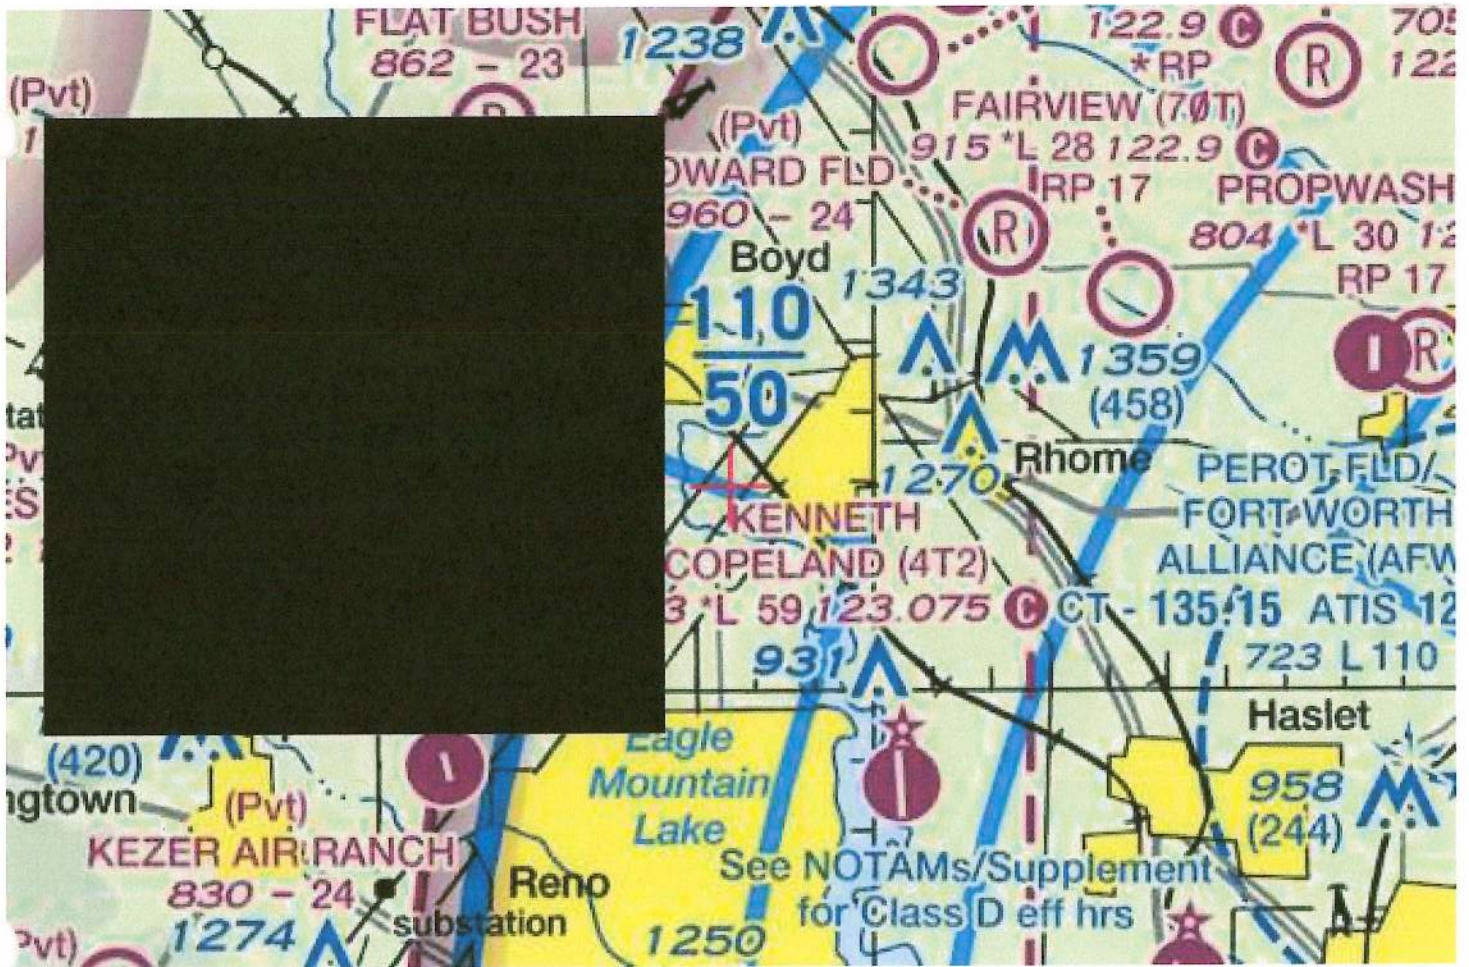 FLAT BUSH
862 - 23
1238
122.9 C
*RP
R
705
122
(Pvt)
1
R
(Pvt)
OWARD FLD
960 - 24
FAIRVIEW (7ØT)
915 *L 28 122.9 C
RP 17
R
PROPWASH
804 *L 30 12
RP 17
R
Boyd
110
50
1343
1359
(458)
1270
Rhome
PEROT FLD/
FORT WORTH
ALLIANCE (AFW
CT - 135.15 ATIS 12
723 L 110
KENNETH
COPELAND (4T2)
3 *L 59 123.075 C
931
Haslet
958
(244)
Eagle
Mountain
Lake
See NOTAMs/Supplement
for Class D eff hrs
(420)
ngtown
(Pvt)
KEZER AIR RANCH
830 - 24
Reno
substation
1274
1250
Pvt)